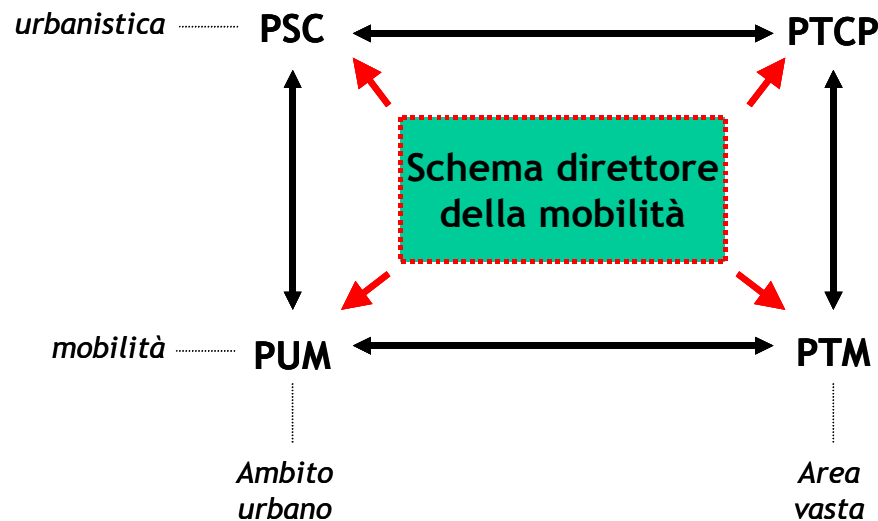 urbanistica PSC PTCP
Schema direttore
della mobilità
mobilità PUM PTM
Ambito
urbano
Area
vasta